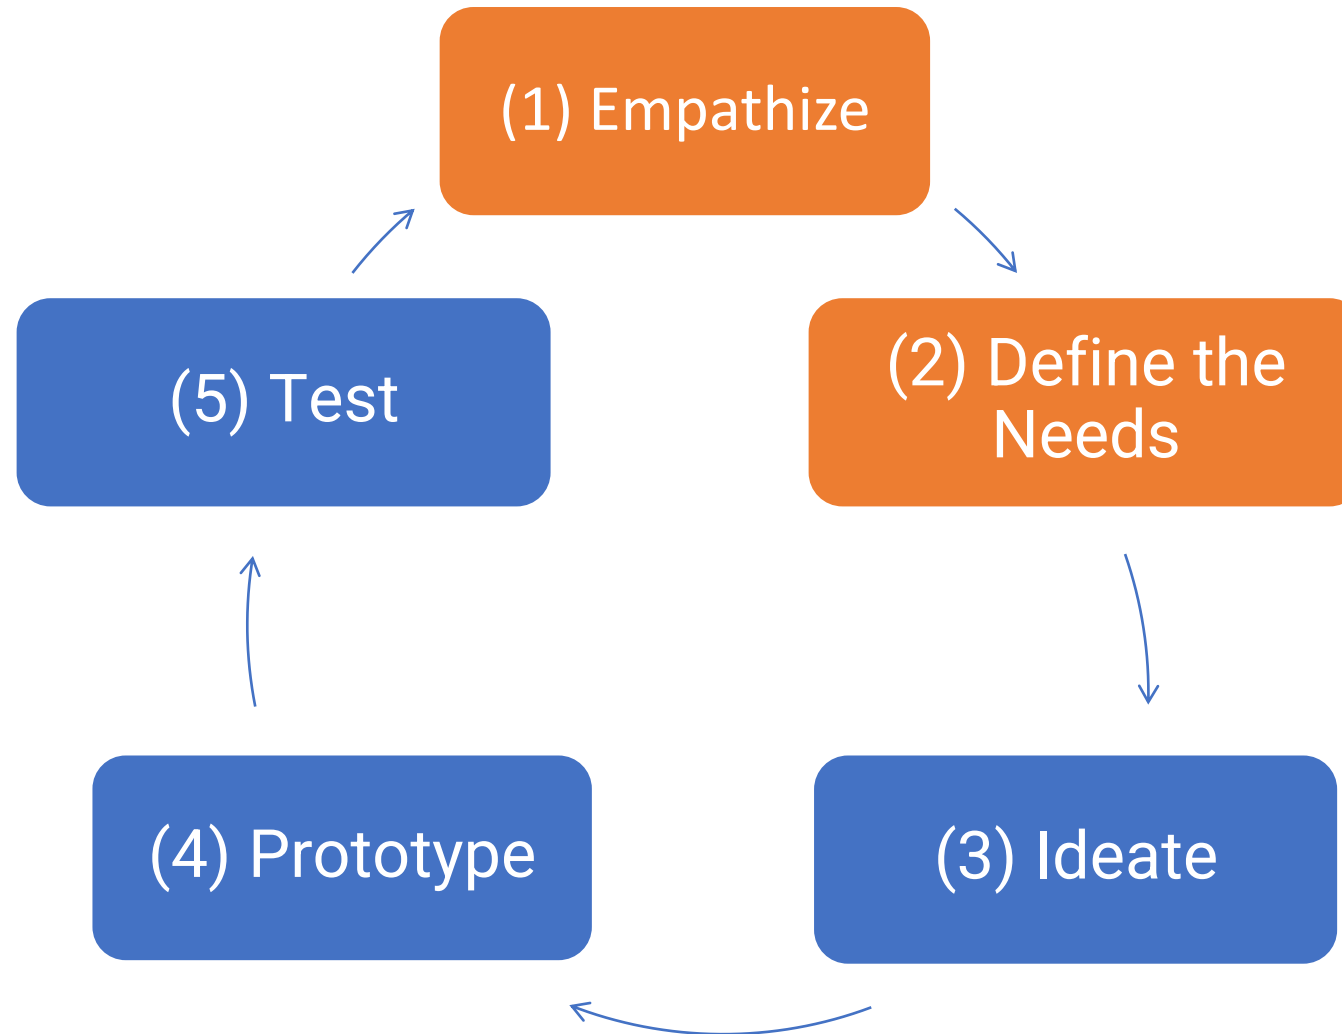 (1) Empathize
(2) Define the
Needs
(3) Ideate
(4) Prototype
(5) Test